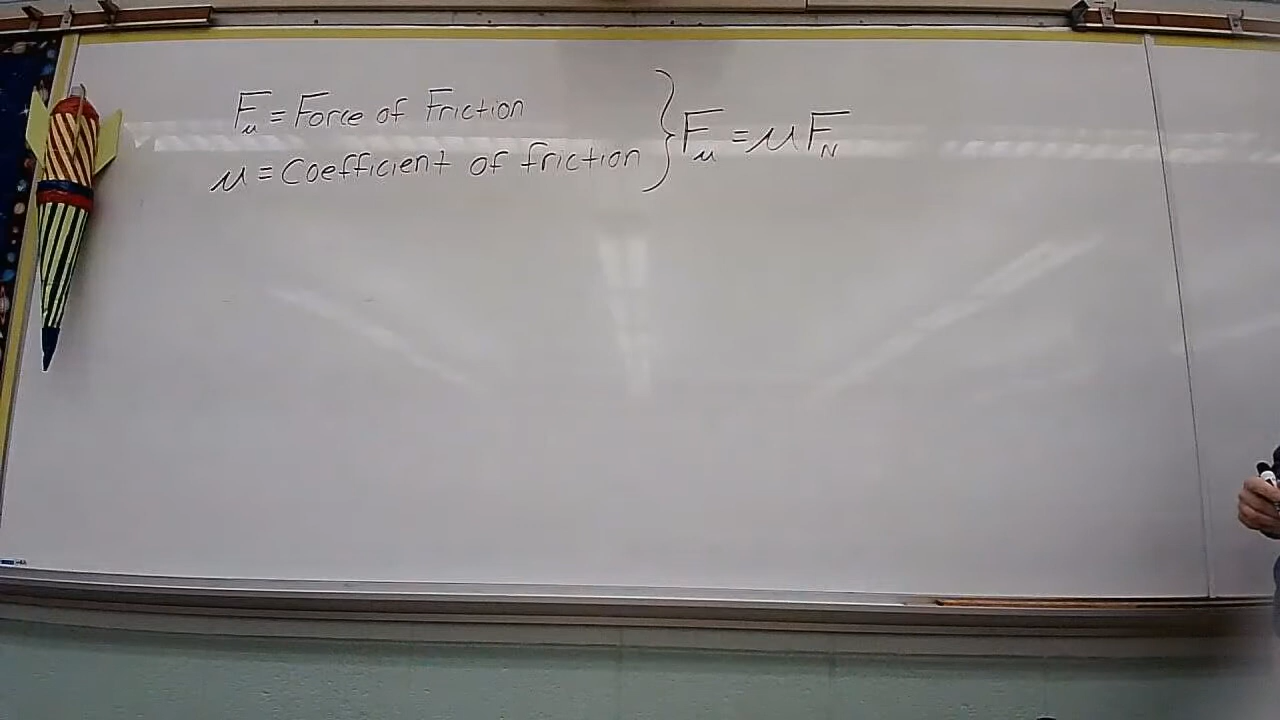 Fμ = Force of Friction
μ = Coefficient of friction } Fμ = μFN